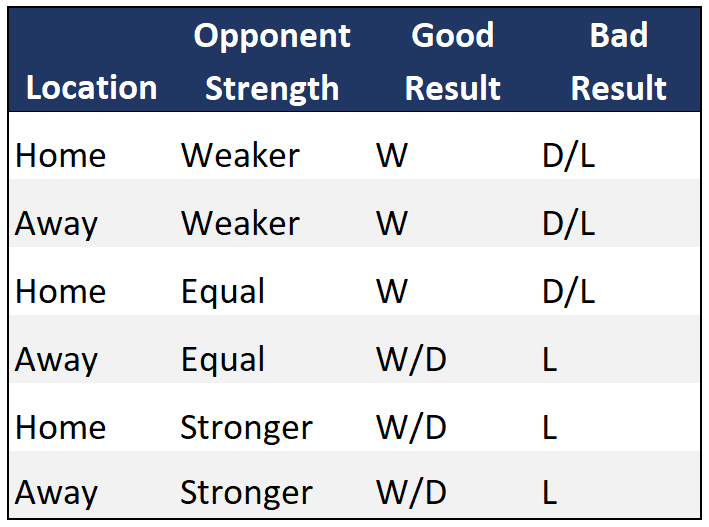 Location Opponent Strength Good Result Bad Result
Home Weaker W D/L
Away Weaker W D/L
Home Equal W D/L
Away Equal W/D L
Home Stronger W/D L
Away Stronger W/D L